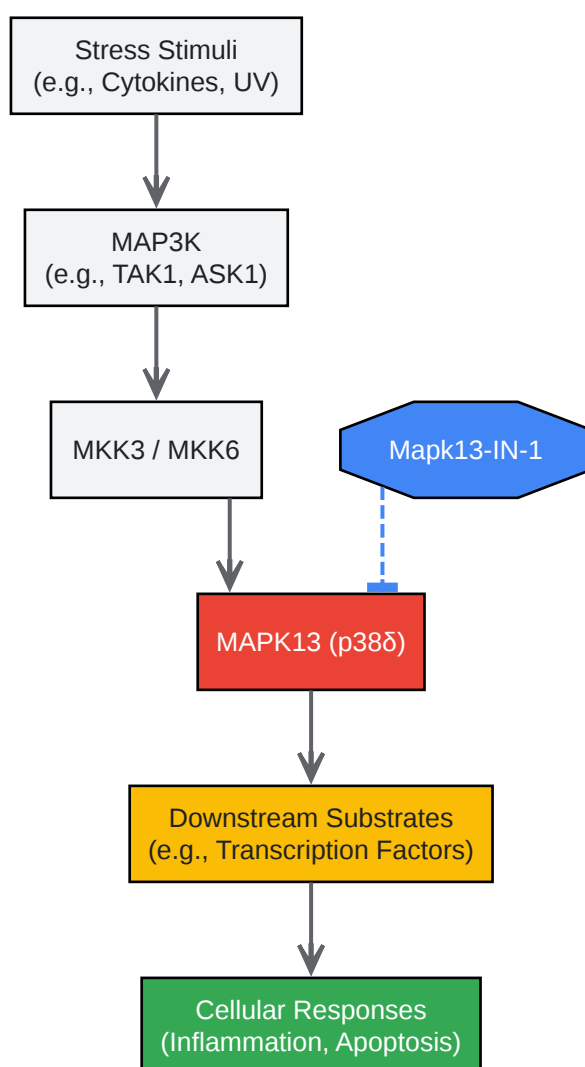 Stress Stimuli
(e.g., Cytokines, UV)
MAP3K
(e.g., TAK1, ASK1)
MKK3 / MKK6
Mapk13-IN-1
MAPK13 (p38δ)
Downstream Substrates
(e.g., Transcription Factors)
Cellular Responses
(Inflammation, Apoptosis)